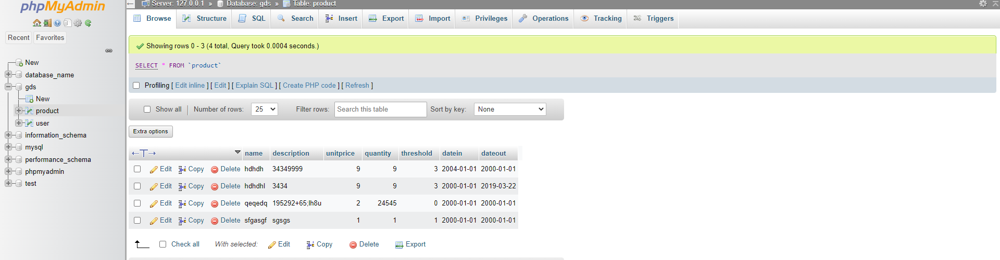 phpMyAdmin
Recent Favorites
New
database_name
gds
New
product
user
information_schema
mysql
performance_schema
phpmyadmin
test
Server: 127.0.0.1 » Database: gds » Table: product
Browse Structure SQL Search Insert Export Import Privileges Operations Tracking Triggers
Showing rows 0 - 3 (4 total, Query took 0.0004 seconds.)
SELECT * FROM `product`
Profiling [ Edit inline ] [ Edit ] [ Explain SQL ] [ Create PHP code ] [ Refresh ]
Show all Number of rows: 25 Filter rows: Search this table Sort by key: None
Extra options
name description unitprice quantity threshold datein dateout
Edit Copy Delete hdhdh 34349999 9 9 3 2004-01-01 2000-01-01
Edit Copy Delete hdhdhl 3434 9 9 3 2000-01-01 2019-03-22
Edit Copy Delete qeqedq 195292+65;lh8u 2 24545 0 2000-01-01 2000-01-01
Edit Copy Delete sfgasgf sgsgs 1 1 1 2000-01-01 2000-01-01
Check all With selected: Edit Copy Delete Export